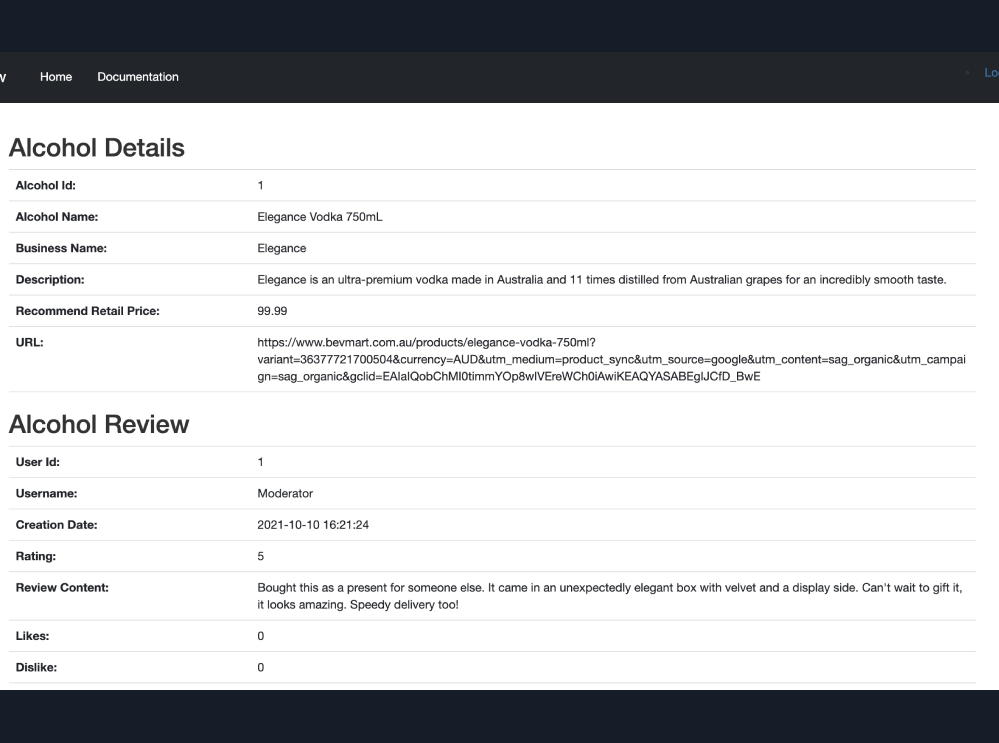 Home Documentation
Alcohol Details
Alcohol Id: 1
Alcohol Name: Elegance Vodka 750mL
Business Name: Elegance
Description: Elegance is an ultra-premium vodka made in Australia and 11 times distilled from Australian grapes for an incredibly smooth taste.
Recommend Retail Price: 99.99
URL: https://www.bevmart.com.au/products/elegance-vodka-750ml?
variant=36377721700504&currency=AUD&utm_medium=product_sync&utm_source=google&utm_content=sag_organic&utm_campai
gn=sag_organic&gclid=EAIaIQobChMI0timmYOp8wIVEreWCh0iAwiKEAQYASABEgIJCfD_BwE
Alcohol Review
User Id: 1
Username: Moderator
Creation Date: 2021-10-10 16:21:24
Rating: 5
Review Content: Bought this as a present for someone else. It came in an unexpectedly elegant box with velvet and a display side. Can't wait to gift it,
it looks amazing. Speedy delivery too!
Likes: 0
Dislike: 0